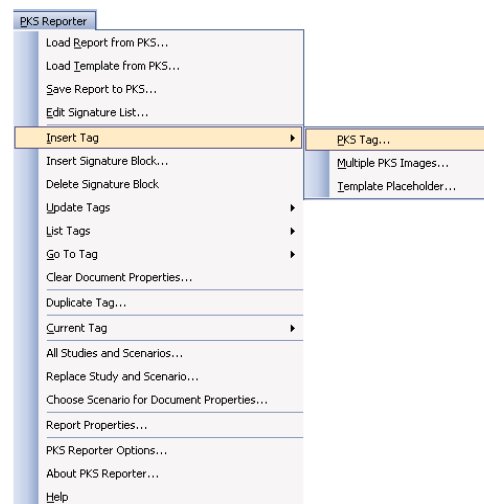 PKS Reporter
Load Report from PKS...
Load Template from PKS...
Save Report to PKS...
Edit Signature List...
Insert Tag
PKS Tag...
Insert Signature Block...
Multiple PKS Images...
Delete Signature Block
Template Placeholder...
Update Tags
List Tags
Go To Tag
Clear Document Properties...
Duplicate Tag...
Current Tag
All Studies and Scenarios...
Replace Study and Scenario...
Choose Scenario for Document Properties...
Report Properties...
PKS Reporter Options...
About PKS Reporter...
Help